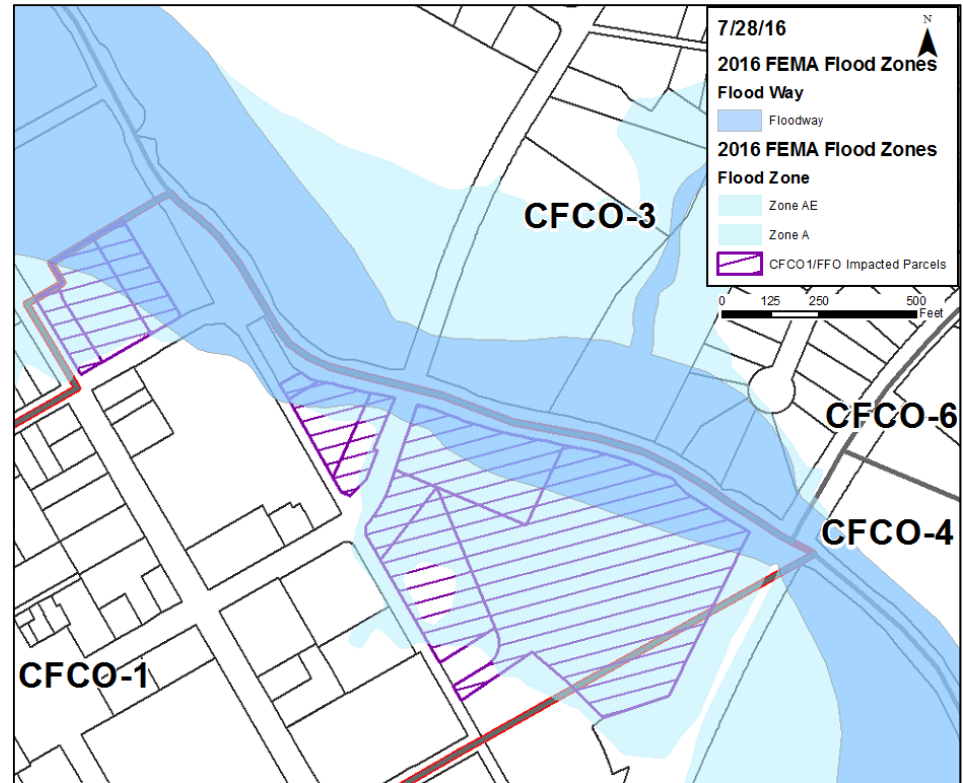 7/28/16
N
2016 FEMA Flood Zones
Flood Way
Floodway
2016 FEMA Flood Zones
Flood Zone
Zone AE
Zone A
CFCO1/FFO Impacted Parcels
0 125 250 500
Feet
CFCO-3
CFCO-6
CFCO-4
CFCO-1